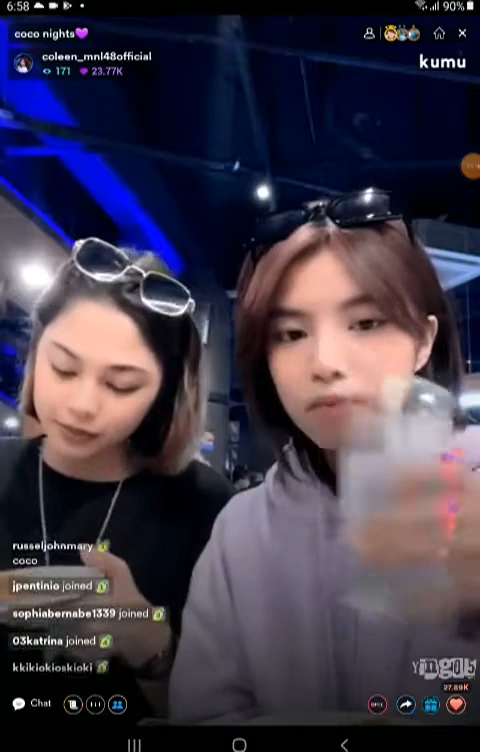 6:58
90%
coco nights💜
coleen_mnl48official
171 23.77K
kumu
russeljohnmary
coco
jpentinio joined
sophiabernabe1339 joined
03katrina joined
kkikiokioskioki
Yingg05
27.89K
Chat